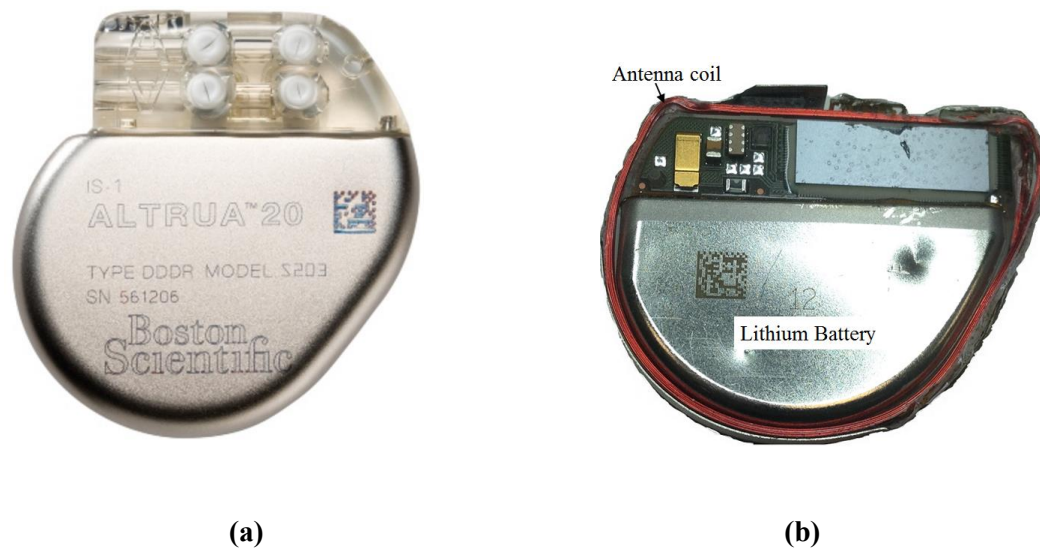 IS-1
ALTRUA™20
TYPE DDDR MODEL S203
SN 561206
Boston
Scientific
Antenna coil
12
Lithium Battery
(a)
(b)